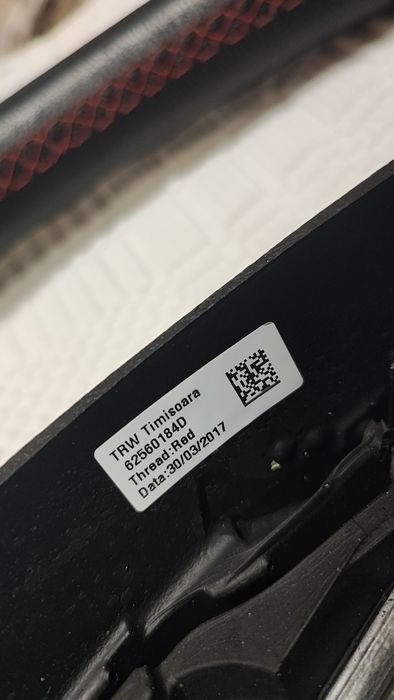 TRW Timisoara
62560184D
Thread:Red
Data:30/03/2017